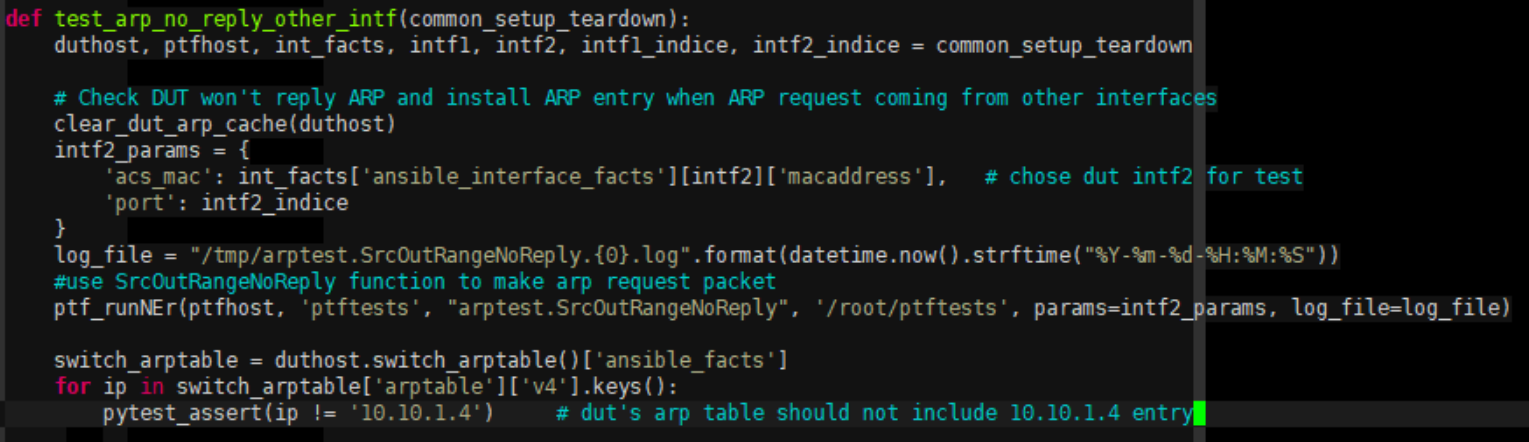 def test_arp_no_reply_other_intf(common_setup_teardown):
    duthost, ptfhost, int_facts, intf1, intf2, intf1_indice, intf2_indice = common_setup_teardown
    # Check DUT won't reply ARP and install ARP entry when ARP request coming from other interfaces
    clear_dut_arp_cache(duthost)
    intf2_params = {
        'acs_mac': int_facts['ansible_interface_facts'][intf2]['macaddress'],   # chose dut intf2 for test
        'port': intf2_indice
    }
    log_file = "/tmp/arptest.SrcOutRangeNoReply.{0}.log".format(datetime.now().strftime("%Y-%m-%d-%H:%M:%S"))
    #use SrcOutRangeNoReply function to make arp request packet
    ptf_runNEr(ptfhost, 'ptftests', "arptest.SrcOutRangeNoReply", '/root/ptftests', params=intf2_params, log_file=log_file)
    switch_arptable = duthost.switch_arptable()['ansible_facts']
    for ip in switch_arptable['arptable']['v4'].keys():
        pytest_assert(ip != '10.10.1.4')     # dut's arp table should not include 10.10.1.4 entry